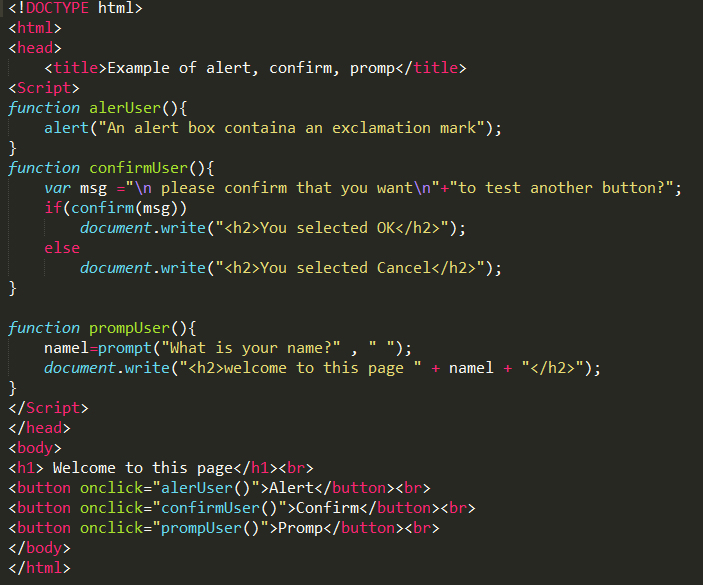 <!DOCTYPE html>
<html>
<head>
    <title>Example of alert, confirm, promp</title>
<Script>
function alerUser(){
    alert("An alert box containa an exclamation mark");
}
function confirmUser(){
    var msg ="\n please confirm that you want\n"+"to test another button?";
    if(confirm(msg))
        document.write("<h2>You selected OK</h2>");
    else
        document.write("<h2>You selected Cancel</h2>");
}

function prompUser(){
    namel=prompt("What is your name?" , " ");
    document.write("<h2>welcome to this page " + namel + "</h2>");
}
</Script>
</head>
<body>
<h1> Welcome to this page</h1><br>
<button onclick="alerUser()">Alert</button><br>
<button onclick="confirmUser()">Confirm</button><br>
<button onclick="prompUser()">Promp</button><br>
</body>
</html>